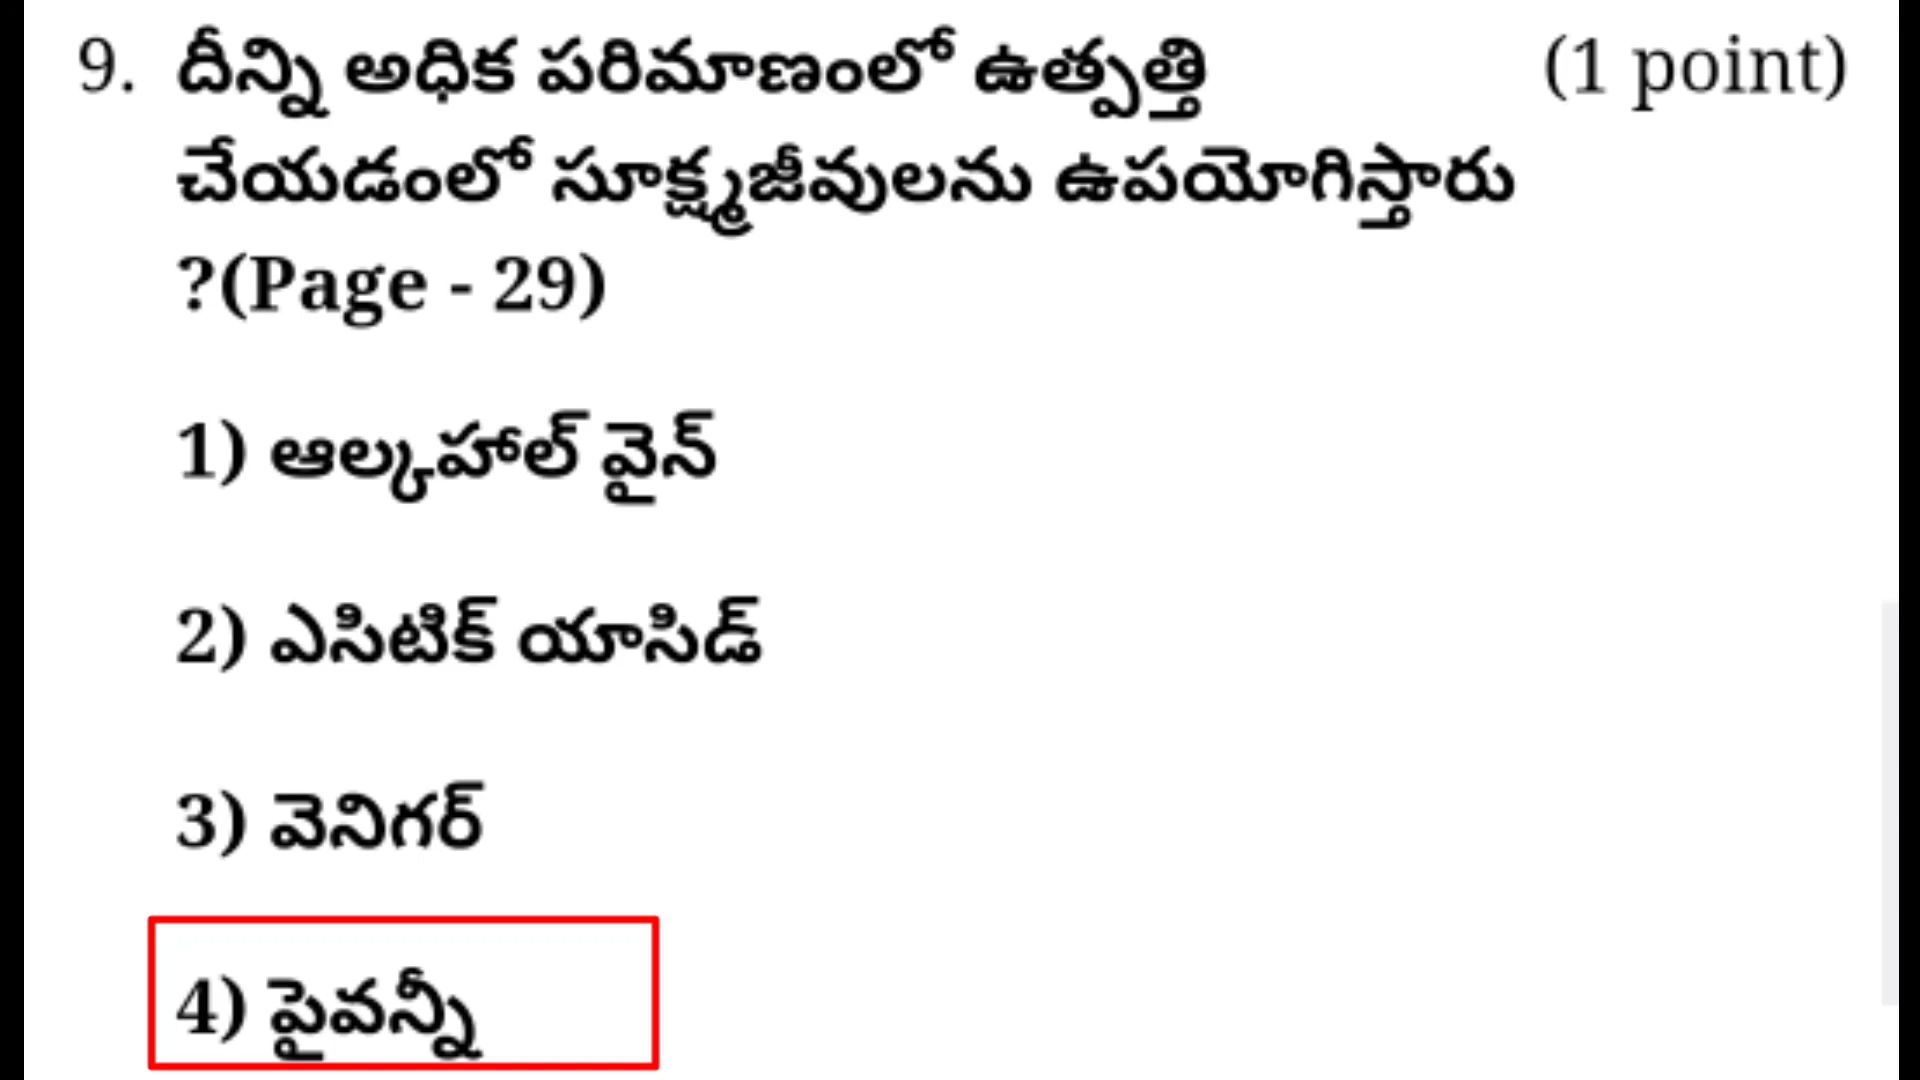 9. దీన్ని అధిక పరిమాణంలో ఉత్పత్తి (1 point)
చేయడంలో సూక్ష్మజీవులను ఉపయోగిస్తారు
?(Page - 29)
1) ఆల్కహాల్ వైన్
2) ఎసిటిక్ యాసిడ్
3) వెనిగర్
4) పైవన్నీ